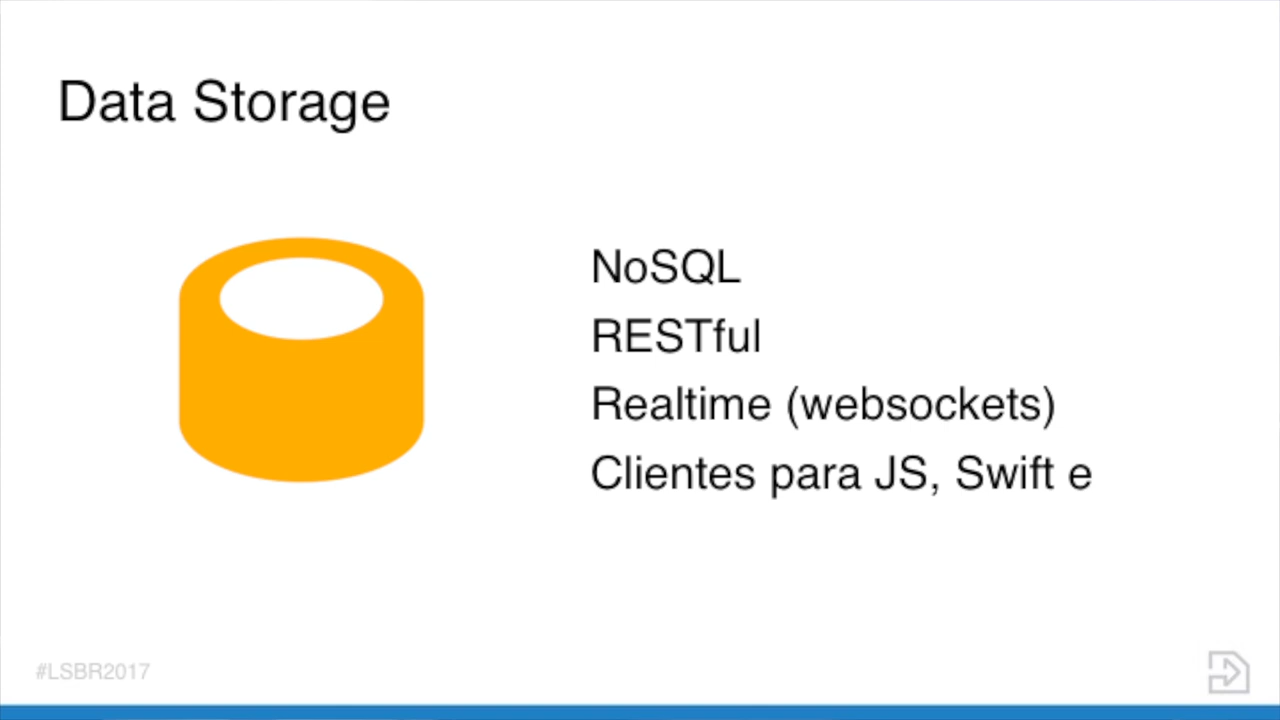 Data Storage
NoSQL
RESTful
Realtime (websockets)
Clientes para JS, Swift e
#LSBR2017